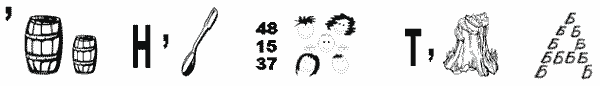 , Н , 48 Т ,
15
37
Б
Б Б
Б Б
Б Б Б Б
Б Б